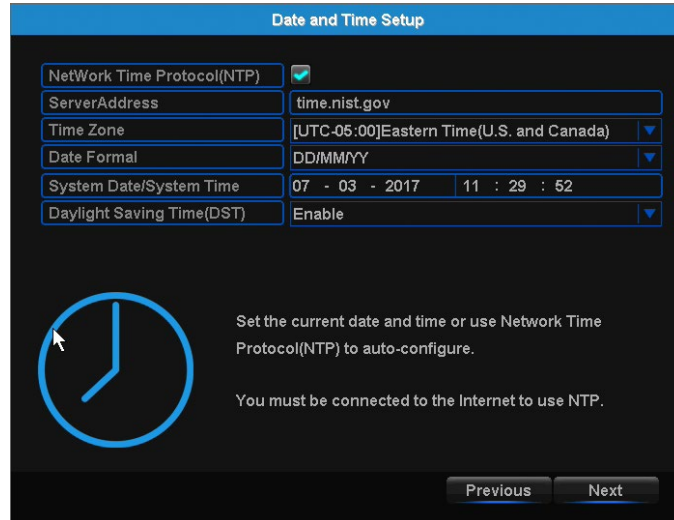 Date and Time Setup
NetWork Time Protocol(NTP)
ServerAddress time.nist.gov
Time Zone [UTC-05:00]Eastern Time(U.S. and Canada)
Date Formal DD/MM/YY
System Date/System Time 07 - 03 - 2017 11 : 29 : 52
Daylight Saving Time(DST) Enable
Set the current date and time or use Network Time
Protocol(NTP) to auto-configure.
You must be connected to the Internet to use NTP.
Previous Next